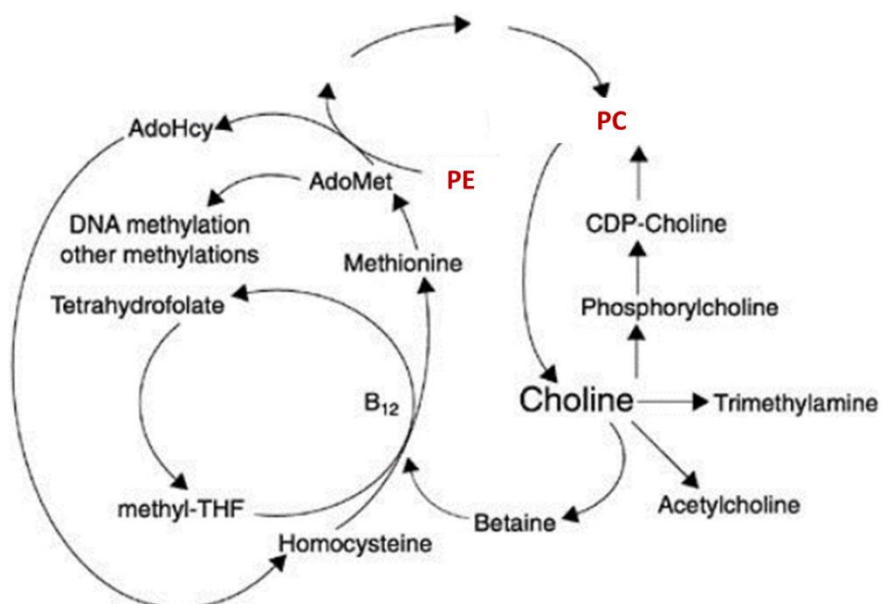 PC
AdoHcy
PE
AdoMet
DNA methylation
other methylations
CDP-Choline
Methionine
Tetrahydrofolate
Phosphorylcholine
B12
Choline
Trimethylamine
methyl-THF
Acetylcholine
Betaine
Homocysteine